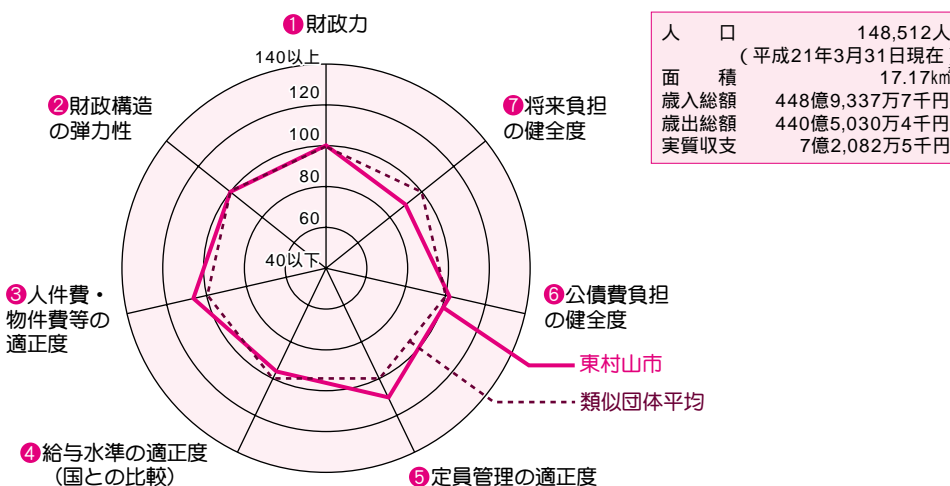 ❶財政力
140以上
120
100
80
60
40以下
❷財政構造
の弾力性
❸人件費・
物件費等の
適正度
❹給与水準の適正度
（国との比較）
❺定員管理の適正度
❻公債費負担
の健全度
❼将来負担
の健全度
東村山市
類似団体平均
人　口 148,512人
（平成21年3月31日現在）
面　積 17.17km²
歳入総額 448億9,337万7千円
歳出総額 440億5,030万4千円
実質収支 7億2,082万5千円